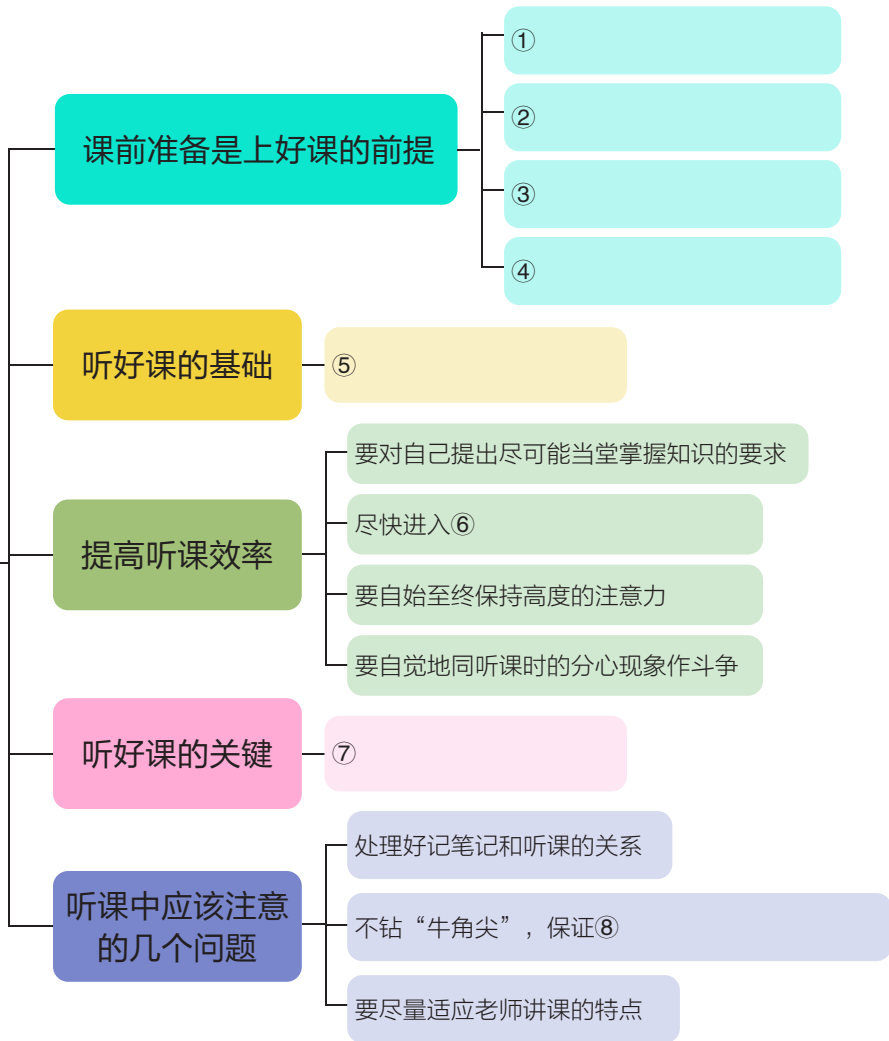 课前准备是上好课的前提
①
②
③
④
听好课的基础
⑤
提高听课效率
要对自己提出尽可能当堂掌握知识的要求
尽快进入⑥
要自始至终保持高度的注意力
要自觉地同听课时的分心现象作斗争
听好课的关键
⑦
听课中应该注意
的几个问题
处理好记笔记和听课的关系
不钻“牛角尖”，保证⑧
要尽量适应老师讲课的特点